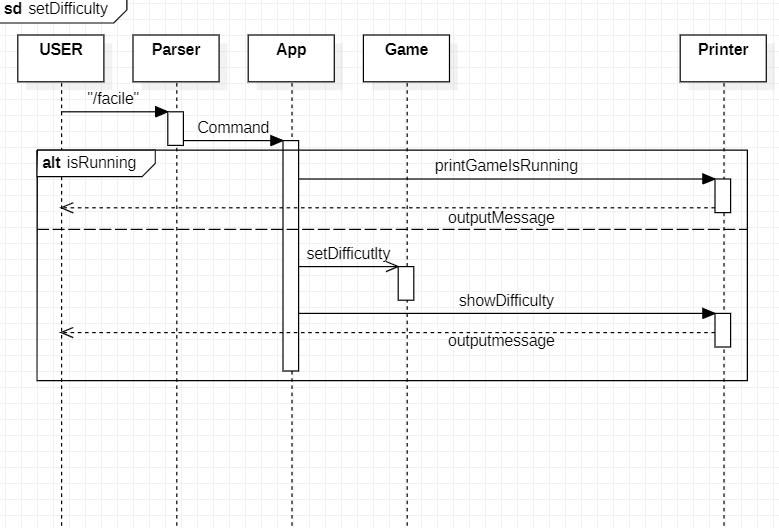 sd setDifficulty
USER Parser App Game Printer
"/facile"
Command
alt isRunning
printGameIsRunning
outputMessage
setDifficutlty
showDifficulty
outputmessage